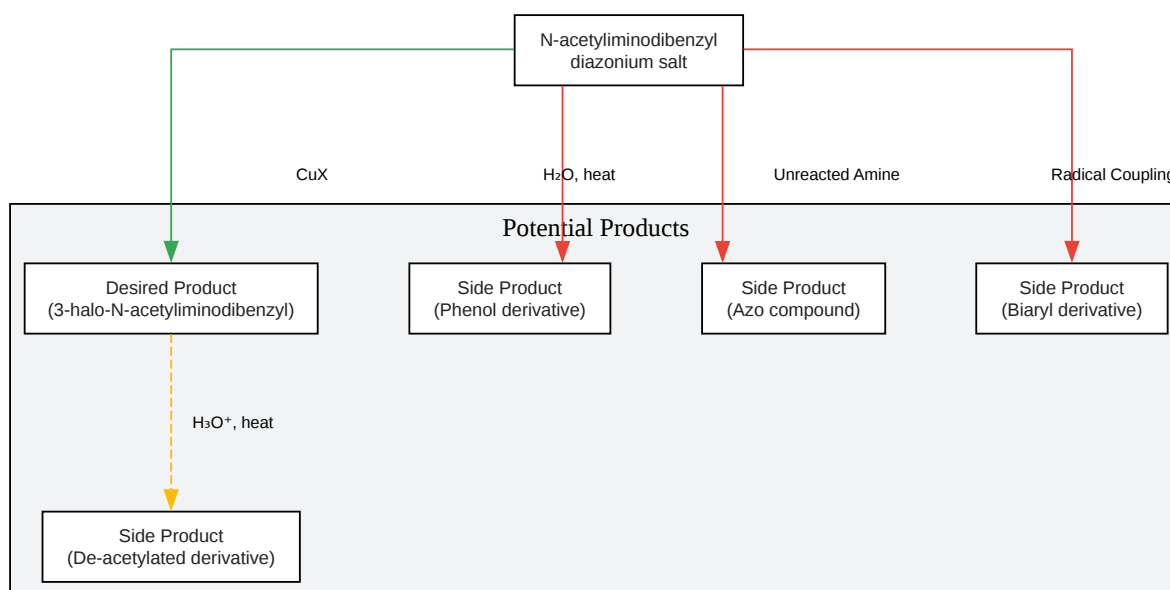 N-acetyliminodibenzyl
diazonium salt
CuX
H₂O, heat
Unreacted Amine
Radical Coupling
Potential Products
Desired Product
(3-halo-N-acetyliminodibenzyl)
Side Product
(Phenol derivative)
Side Product
(Azo compound)
Side Product
(Biaryl derivative)
H₃O⁺, heat
Side Product
(De-acetylated derivative)